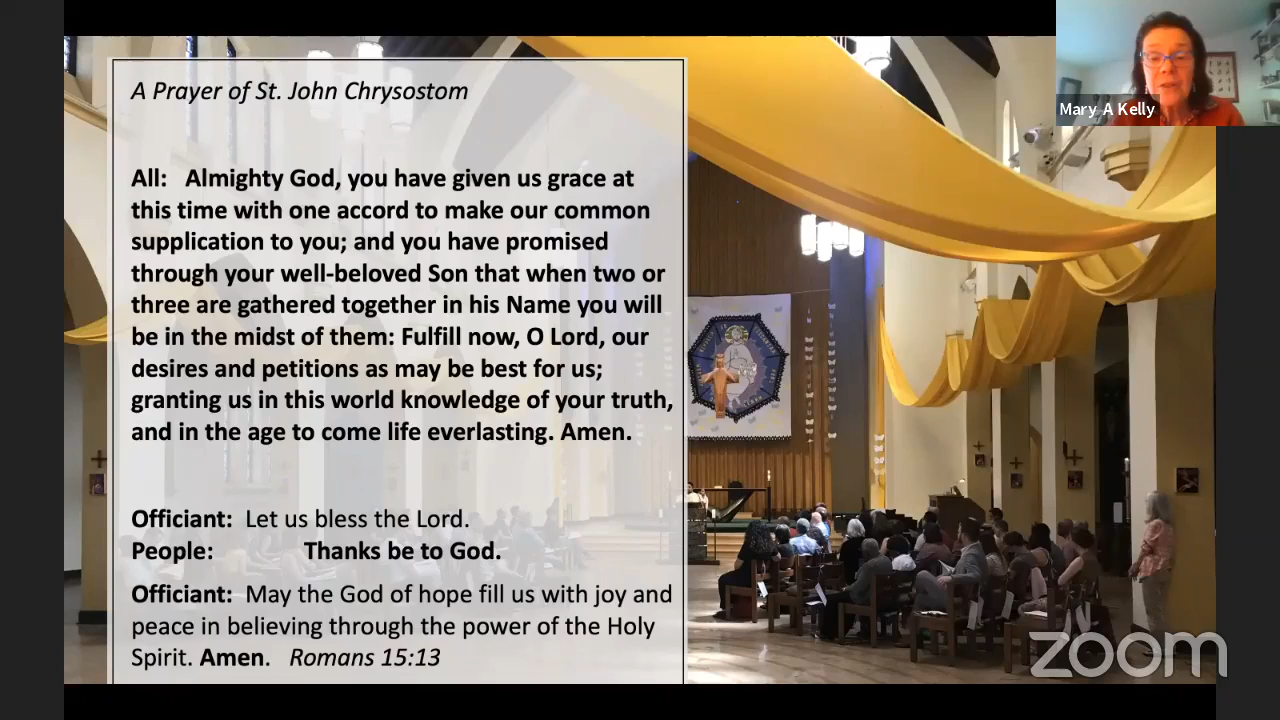 A Prayer of St. John Chrysostom
All: Almighty God, you have given us grace at
this time with one accord to make our common
supplication to you; and you have promised
through your well-beloved Son that when two or
three are gathered together in his Name you will
be in the midst of them: Fulfill now, O Lord, our
desires and petitions as may be best for us;
granting us in this world knowledge of your truth,
and in the age to come life everlasting. Amen.
Officiant: Let us bless the Lord.
People: Thanks be to God.
Officiant: May the God of hope fill us with joy and
peace in believing through the power of the Holy
Spirit. Amen. Romans 15:13
Mary A Kelly
zoom